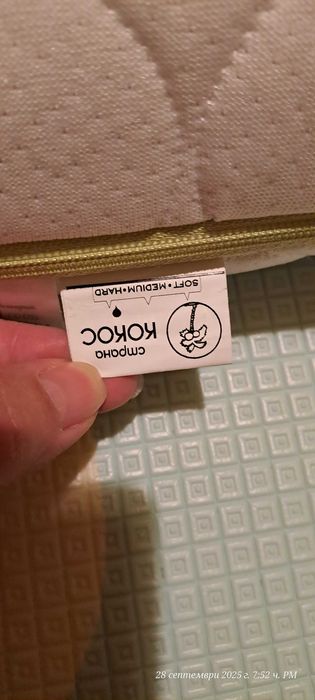 страна
КОКОС
SOFT • MEDIUM • HARD
28 септември 2025 г. 7:52 ч. PM